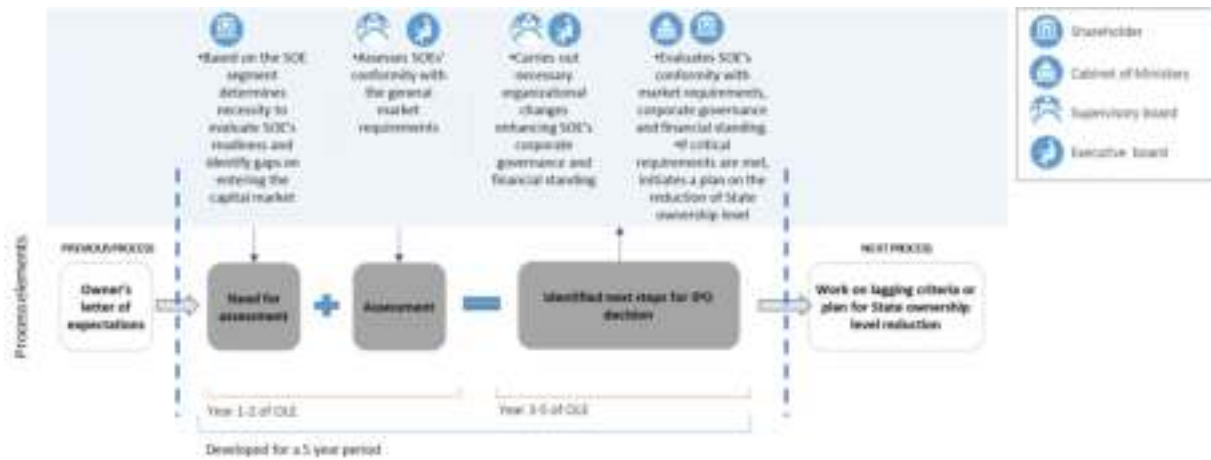 •Based on the SOE
segment
determines
necessity to
evaluate SOE's
readiness and
identify gaps on
entering the
capital market
•Assesses SOEs'
conformity with
the general
market
requirements
•Carries out
necessary
organizational
changes
enhancing SOE's
corporate
governance and
financial standing
•Evaluates SOE's
conformity with
market requirements,
corporate governance
and financial standing.
•If critical
requirements are met,
initiates a plan on the
reduction of State
ownership level
Shareholder
Cabinet of Ministers
Supervisory board
Executive board
Process elements
PREVIOUS PROCESS
Owner's
letter of
expectations
Need for
assessment
Assessment
Identified next steps for IPO
decision
NEXT PROCESS
Work on lagging criteria or
plan for State ownership
level reduction
Year 1-2 of OLE
Year 3-5 of OLE
Developed for a 5 year period